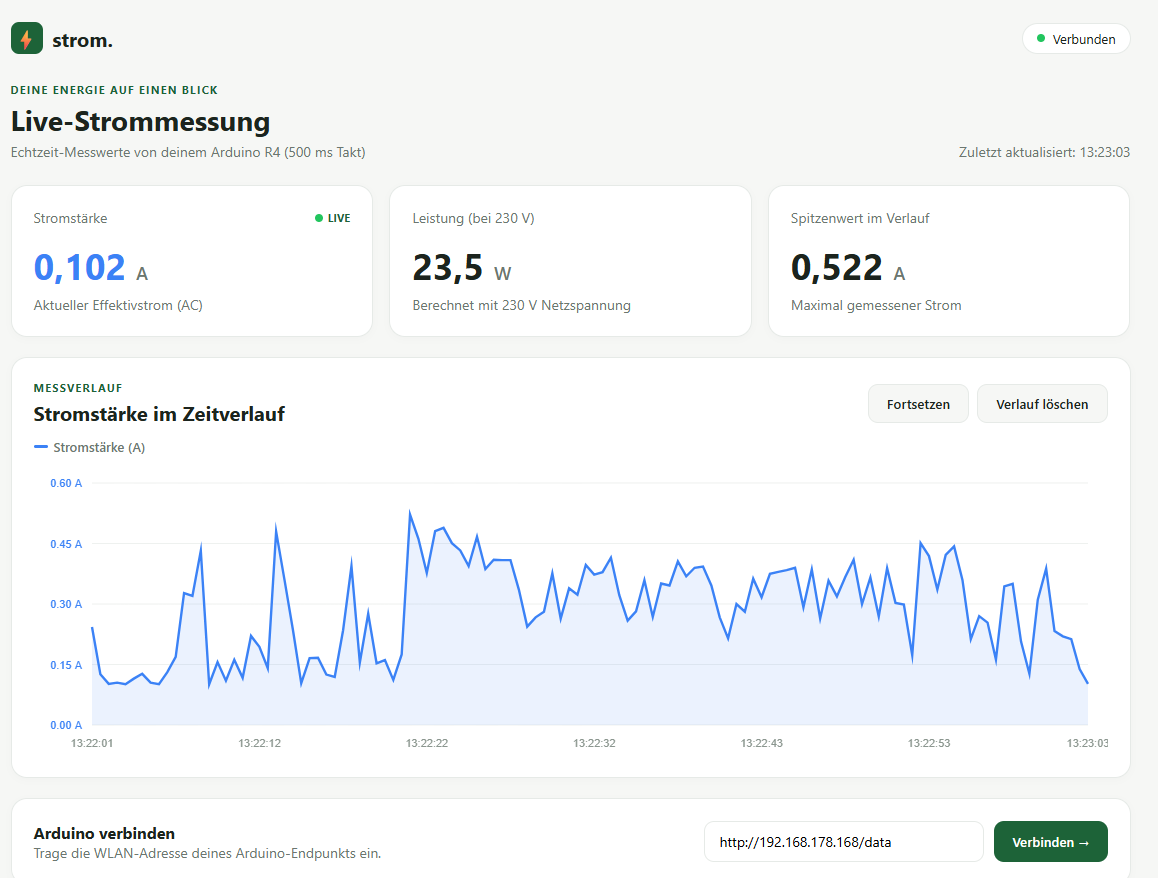 strom.
Verbunden
DEINE ENERGIE AUF EINEN BLICK
Live-Strommessung
Echtzeit-Messwerte von deinem Arduino R4 (500 ms Takt)
Zuletzt aktualisiert: 13:23:03
Stromstärke
LIVE
0,102 A
Aktueller Effektivstrom (AC)
Leistung (bei 230 V)
23,5 W
Berechnet mit 230 V Netzspannung
Spitzenwert im Verlauf
0,522 A
Maximal gemessener Strom
MESSVERLAUF
Stromstärke im Zeitverlauf
Fortsetzen
Verlauf löschen
Stromstärke (A)
0.60 A
0.45 A
0.30 A
0.15 A
0.00 A
13:22:01
13:22:12
13:22:22
13:22:32
13:22:43
13:22:53
13:23:03
Arduino verbinden
Trage die WLAN-Adresse deines Arduino-Endpunkts ein.
http://192.168.178.168/data
Verbinden →